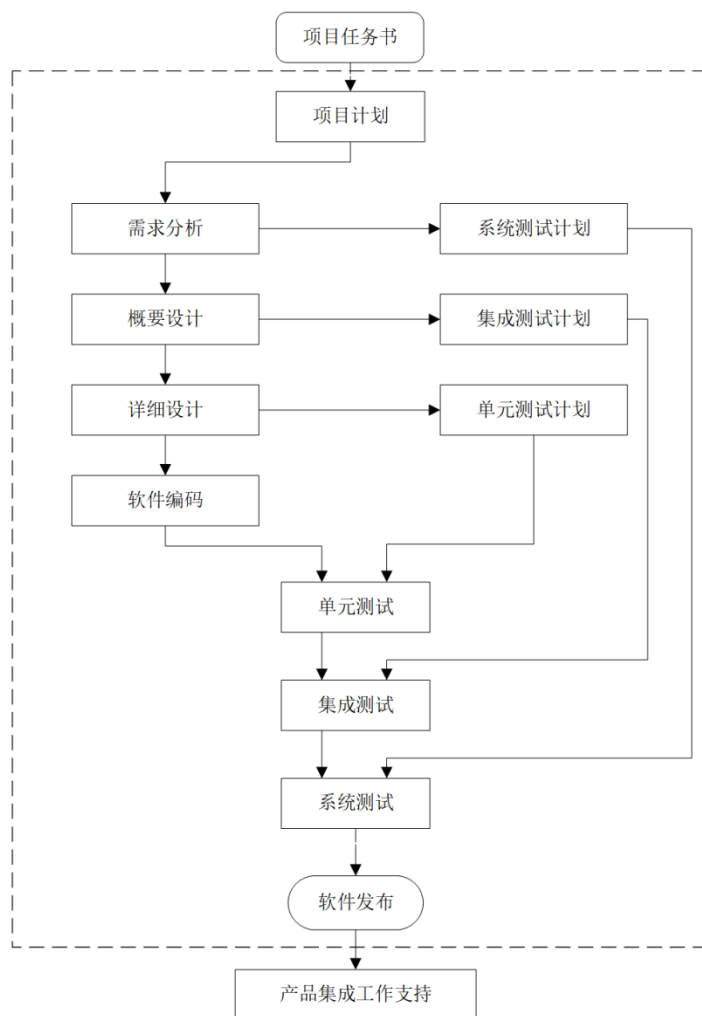 项目任务书
项目计划
需求分析
系统测试计划
概要设计
集成测试计划
详细设计
单元测试计划
软件编码
单元测试
集成测试
系统测试
软件发布
产品集成工作支持